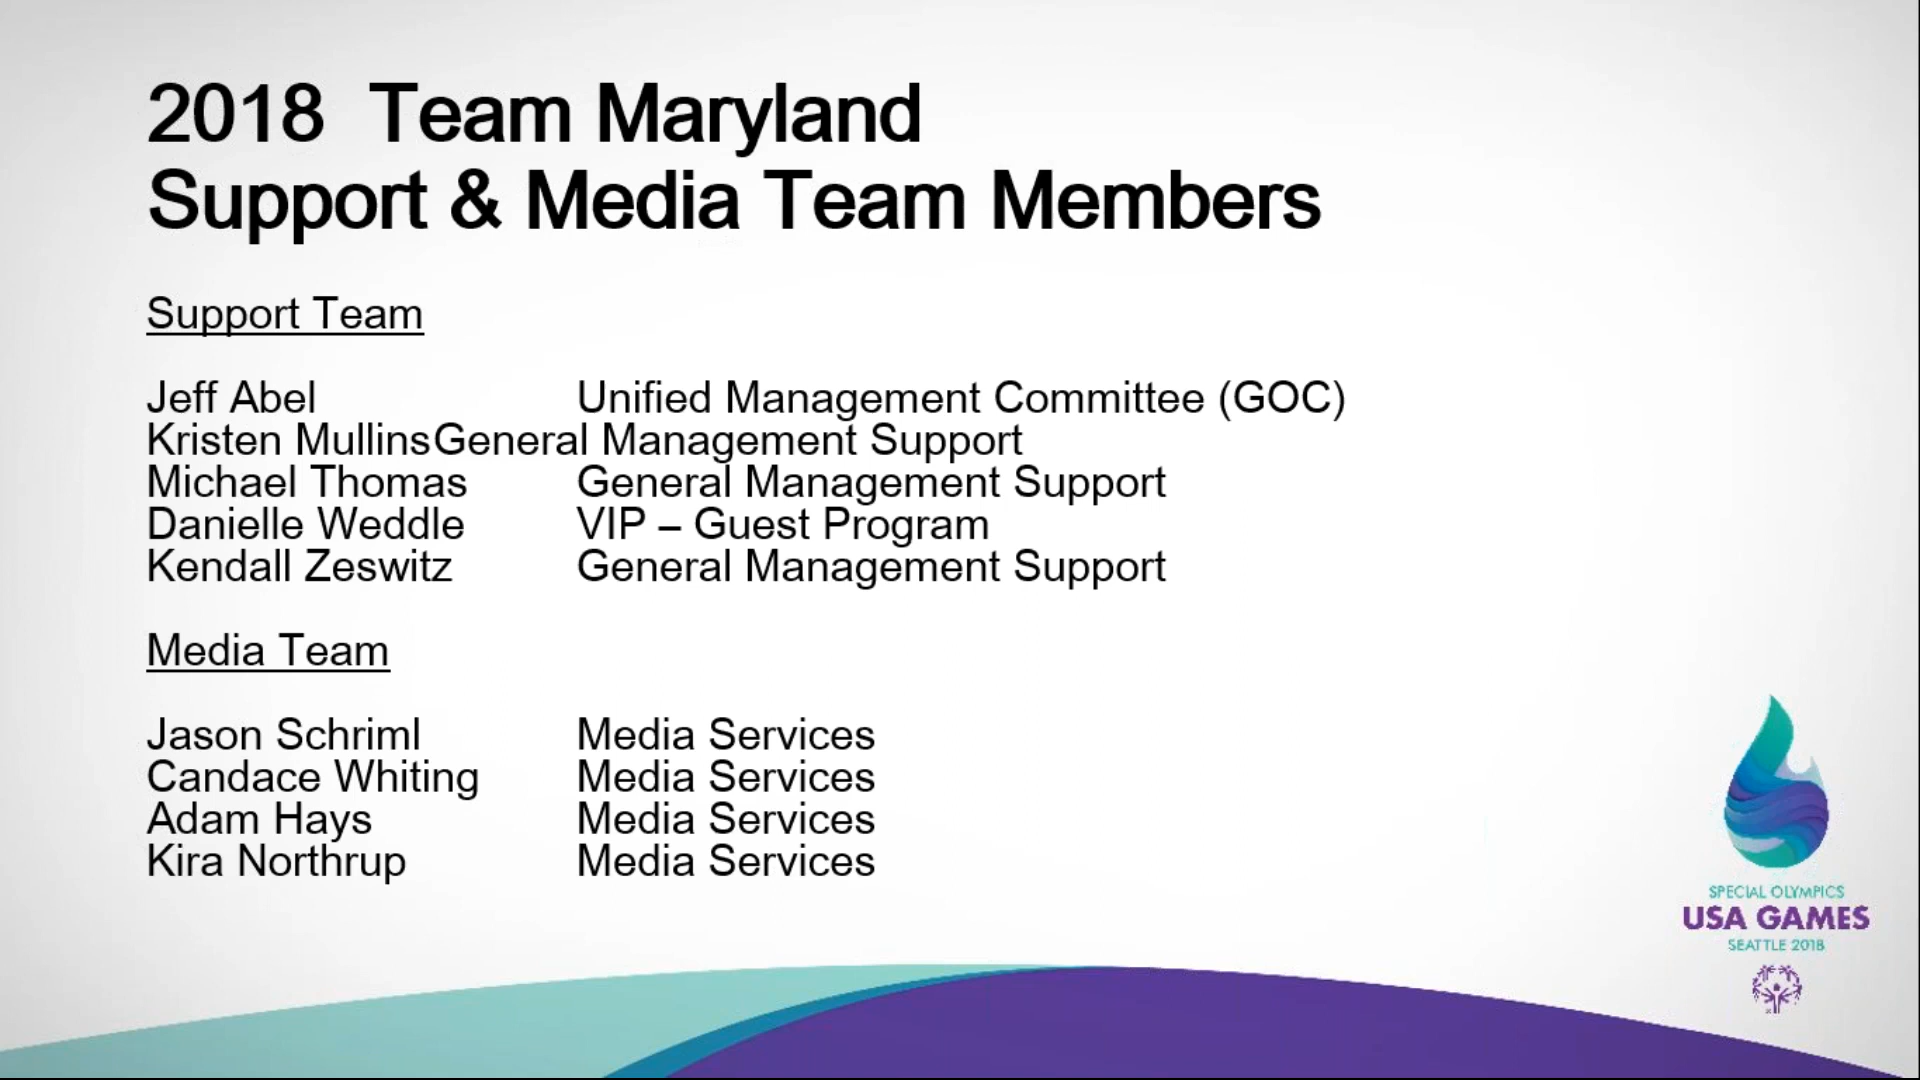 2018  Team Maryland
Support & Media Team Members
Support Team
Jeff Abel Unified Management Committee (GOC)
Kristen MullinsGeneral Management Support
Michael Thomas General Management Support
Danielle Weddle VIP – Guest Program
Kendall Zeswitz General Management Support
Media Team
Jason Schriml Media Services
Candace Whiting Media Services
Adam Hays Media Services
Kira Northrup Media Services
SPECIAL OLYMPICS
USA GAMES
SEATTLE 2018